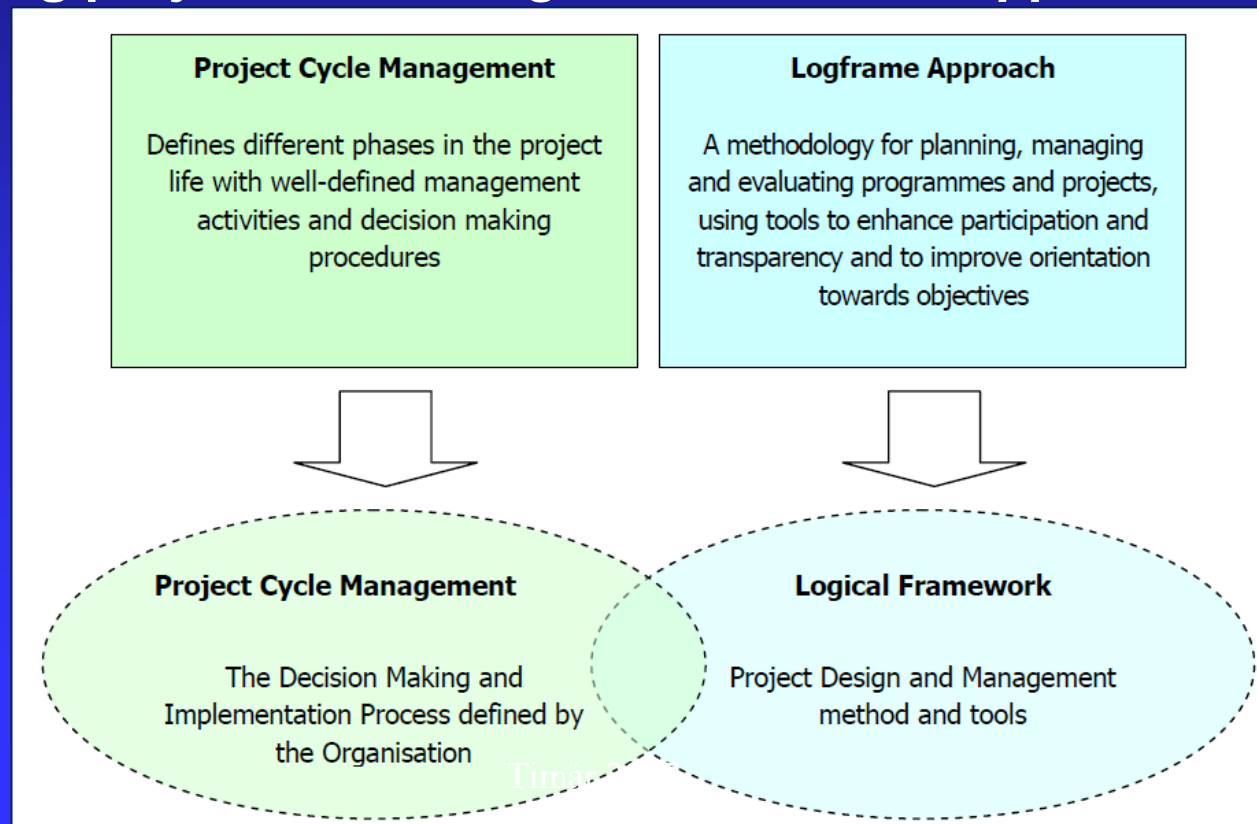 Project Cycle Management
Defines different phases in the project
life with well-defined management
activities and decision making
procedures
Logframe Approach
A methodology for planning, managing
and evaluating programmes and projects,
using tools to enhance participation and
transparency and to improve orientation
towards objectives
Project Cycle Management
The Decision Making and
Implementation Process defined by
the Organisation
Logical Framework
Project Design and Management
method and tools